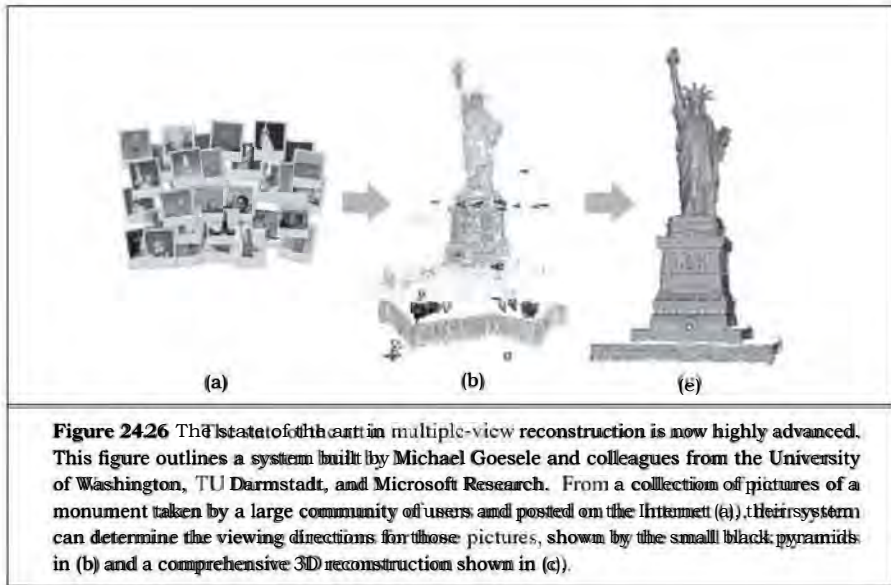 (a)
(b)
(c)
Figure 24.26 The state of the art in multiple-view reconstruction is now highly advanced.
This figure outlines a system built by Michael Goesele and colleagues from the University
of Washington, TU Darmstadt, and Microsoft Research. From a collection of pictures of a
monument taken by a large community of users and posted on the Internet (a), their system
can determine the viewing directions for those pictures, shown by the small black pyramids
in (b) and a comprehensive 3D reconstruction shown in (c).